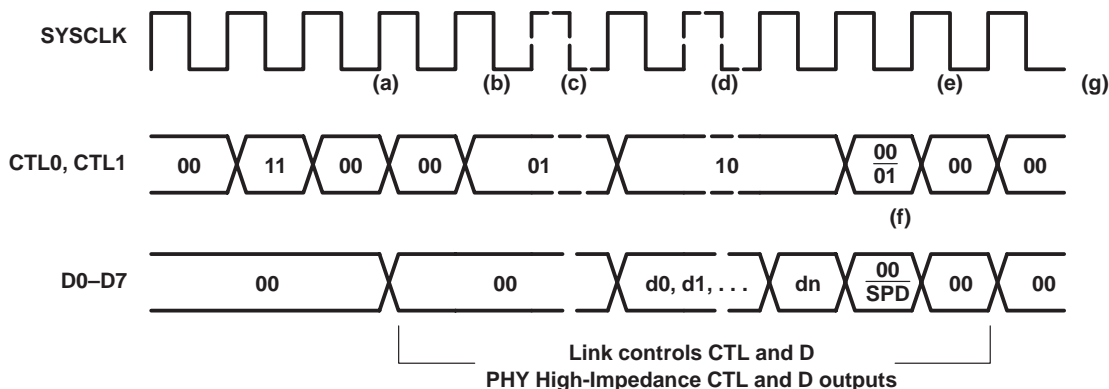 SYSCLK
(a) (b) (c) (d) (e) (g)
CTL0, CTL1 00 11 00 00 01 10 00 00 00
01
(f)
D0–D7 00 00 d0, d1, . . . dn 00 00 00
SPD
Link controls CTL and D
PHY High-Impedance CTL and D outputs